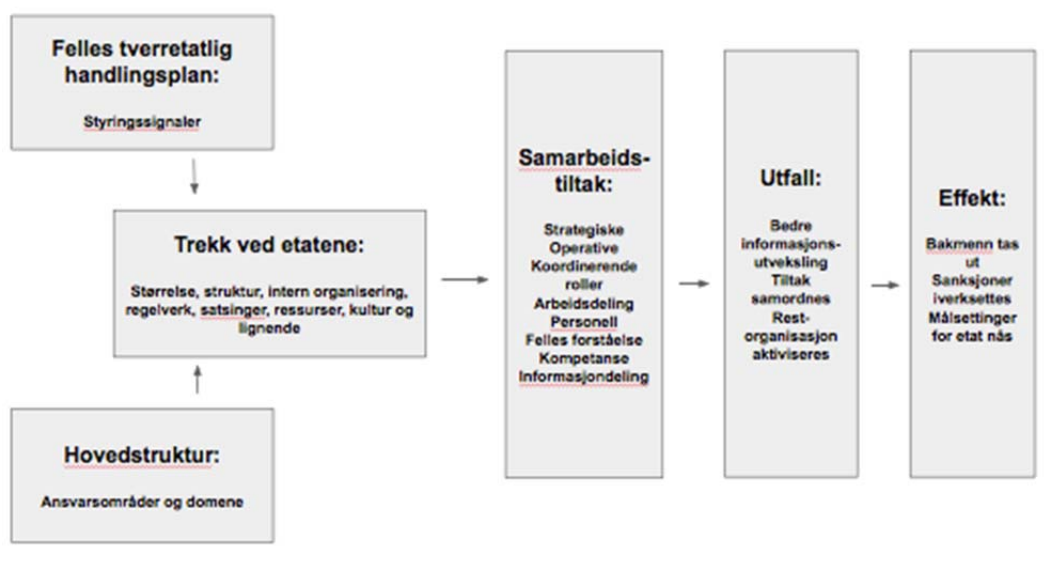 Felles tverretatlig
handlingsplan:
Styringssignaler
Trekk ved etatene:
Størrelse, struktur, intern organisering,
regelverk, satsinger, ressurser, kultur og
lignende
Hovedstruktur:
Ansvarsområder og domene
Samarbeids-
tiltak:
Strategiske
Operative
Koordinerende
roller
Arbeidsdeling
Personell
Felles forståelse
Kompetanse
Informasjondeling
Utfall:
Bedre
informasjons-
utveksling
Tiltak
samordnes
Rest-
organisasjon
aktiviseres
Effekt:
Bakmenn tas
ut
Sanksjoner
iverksettes
Målsettinger
for etat nås